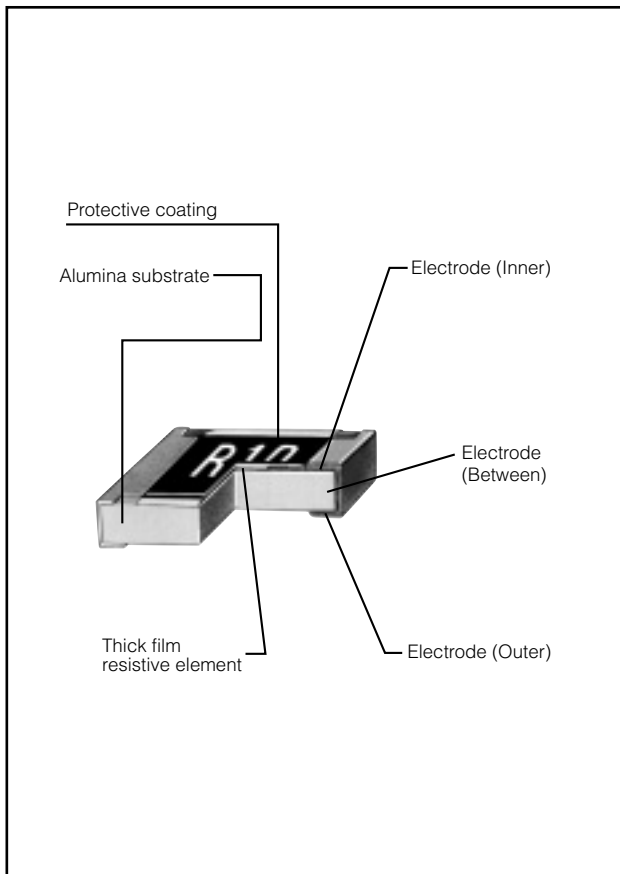 Protective coating
Alumina substrate
Electrode (Inner)
R10
Electrode
(Between)
Thick film
resistive element
Electrode (Outer)